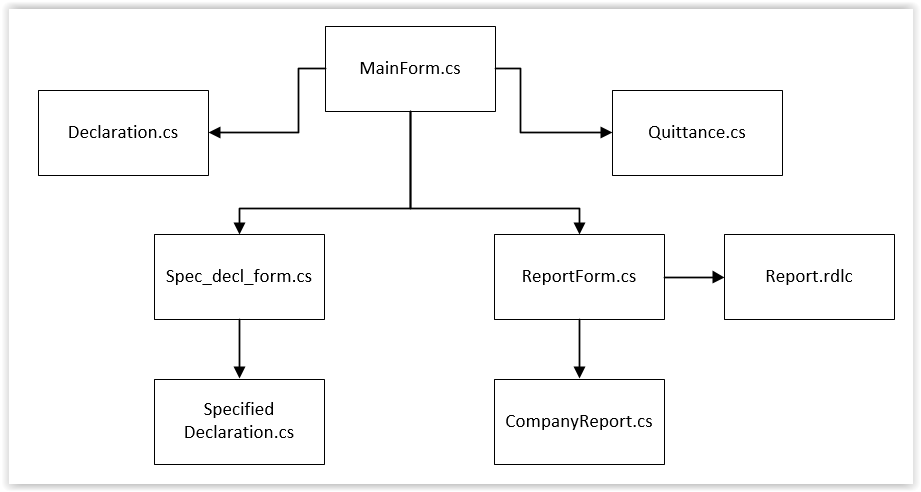 MainForm.cs
Declaration.cs
Quittance.cs
Spec_decl_form.cs
ReportForm.cs
Report.rdlc
Specified
Declaration.cs
CompanyReport.cs